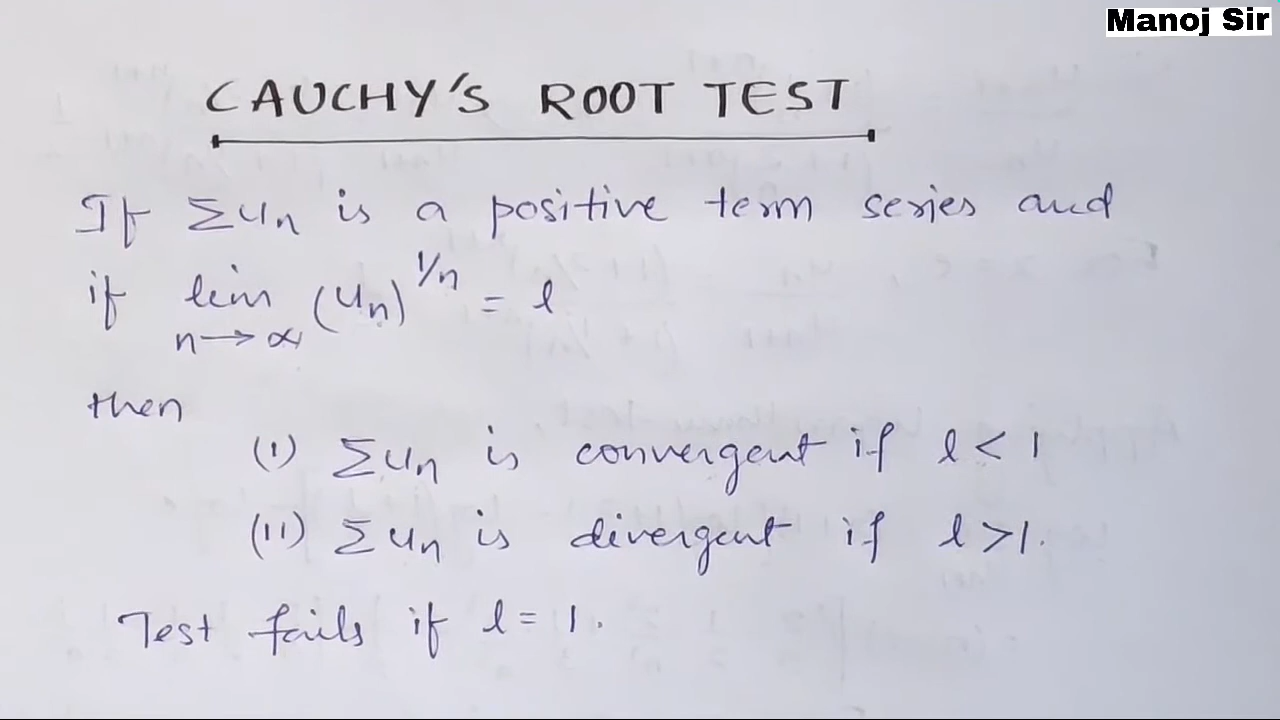 Manoj Sir
CAUCHY'S ROOT TEST
If Σun is a positive term series and
if lim n→∞ (un)^1/n = l
then
(i) Σun is convergent if l < 1
(ii) Σun is divergent if l > 1.
Test fails if l = 1.